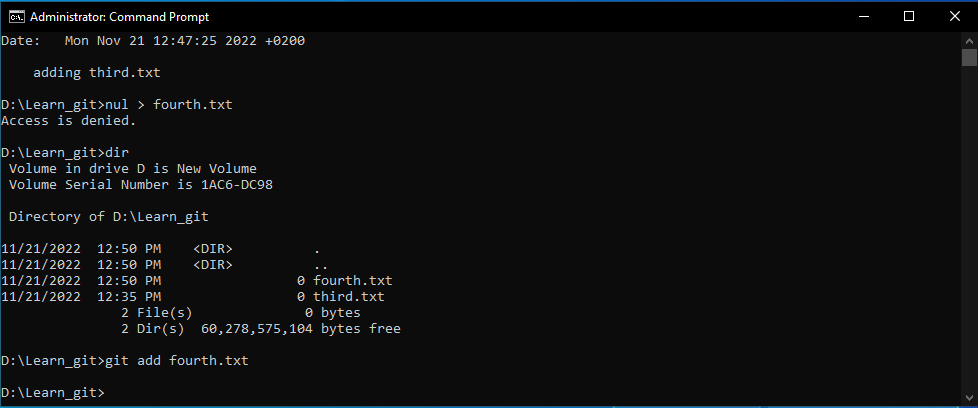 Administrator: Command Prompt
Date:   Mon Nov 21 12:47:25 2022 +0200
    adding third.txt
D:\Learn_git>nul > fourth.txt
Access is denied.
D:\Learn_git>dir
 Volume in drive D is New Volume
 Volume Serial Number is 1AC6-DC98
 Directory of D:\Learn_git
11/21/2022  12:50 PM    <DIR>          .
11/21/2022  12:50 PM    <DIR>          ..
11/21/2022  12:50 PM                 0 fourth.txt
11/21/2022  12:35 PM                 0 third.txt
               2 File(s)              0 bytes
               2 Dir(s)  60,278,575,104 bytes free
D:\Learn_git>git add fourth.txt
D:\Learn_git>